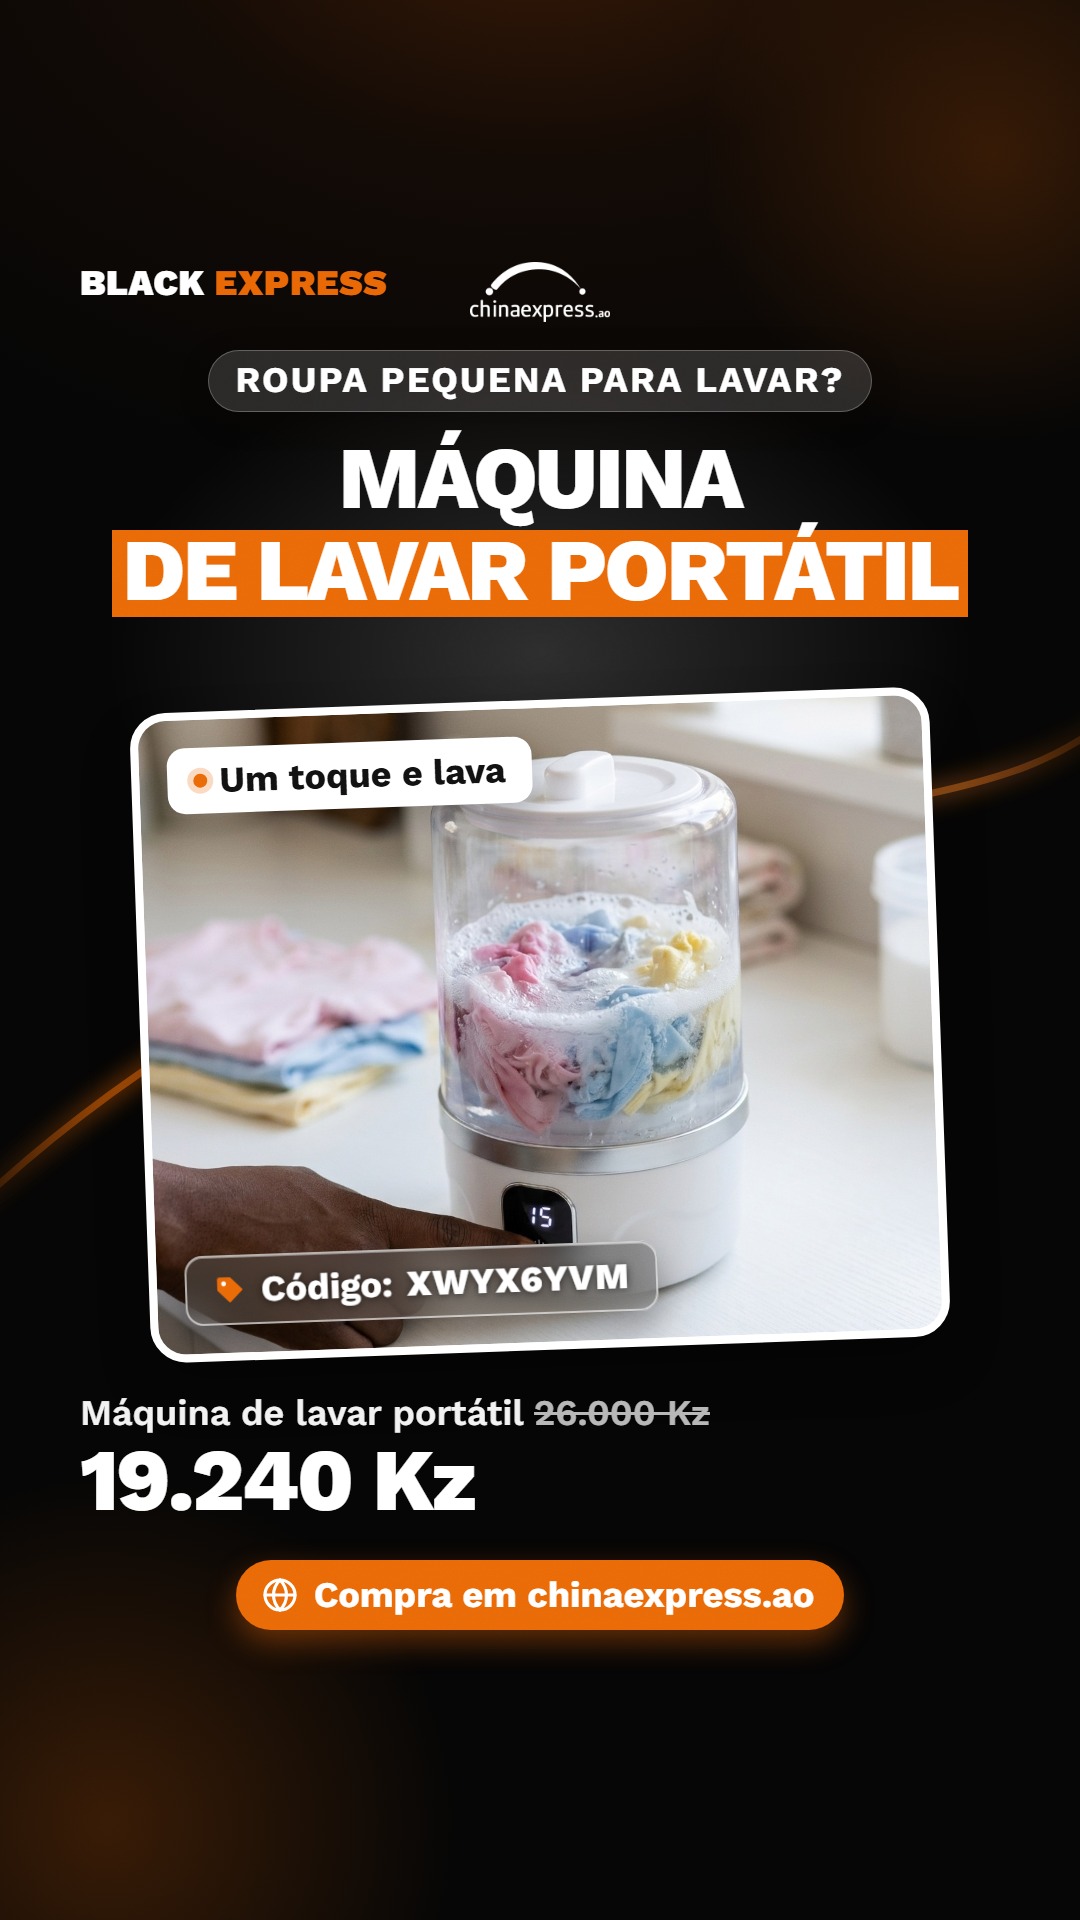 BLACK EXPRESS
chinaexpress.ao
ROUPA PEQUENA PARA LAVAR?
MÁQUINA
DE LAVAR PORTÁTIL
Um toque e lava
15
Código: XWYX6YVM
Máquina de lavar portátil 26.000 Kz
19.240 Kz
Compra em chinaexpress.ao